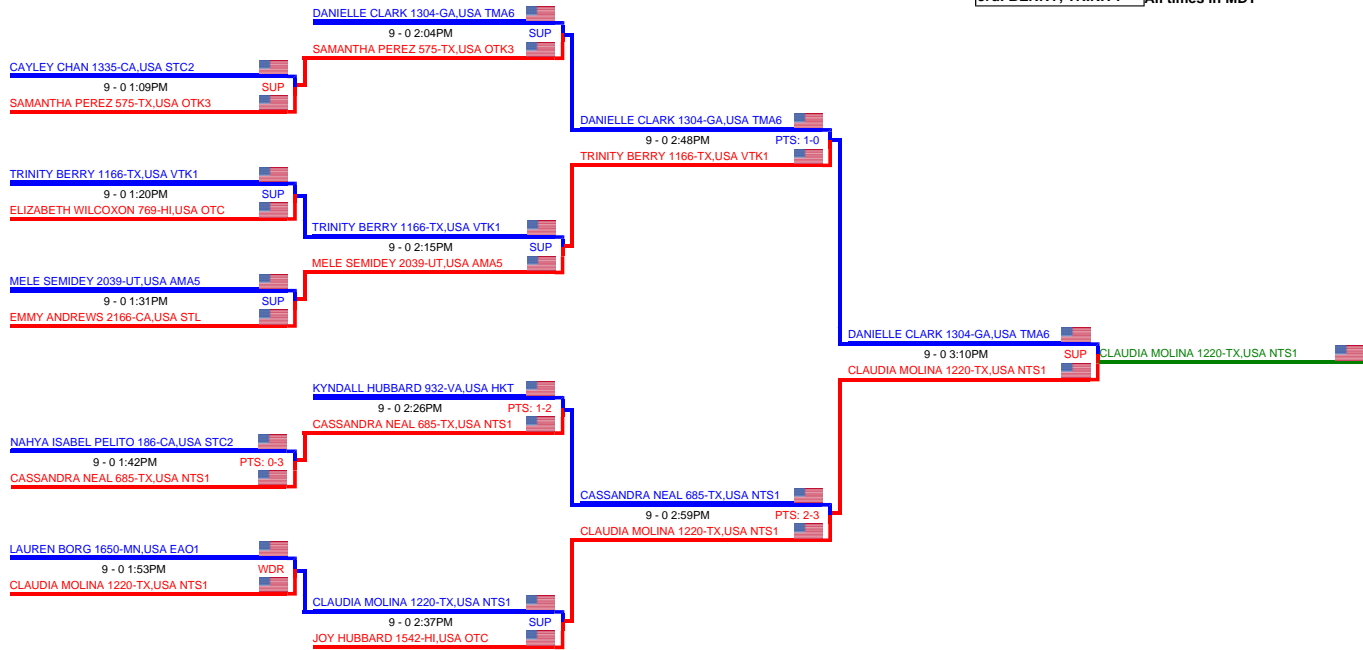 All times in MDT
DANIELLE CLARK 1304-GA,USA TMA6
9 - 0 2:04PM SUP
SAMANTHA PEREZ 575-TX,USA OTK3
CAYLEY CHAN 1335-CA,USA STC2
9 - 0 1:09PM SUP
SAMANTHA PEREZ 575-TX,USA OTK3
DANIELLE CLARK 1304-GA,USA TMA6
9 - 0 2:48PM PTS: 1-0
TRINITY BERRY 1166-TX,USA VTK1
TRINITY BERRY 1166-TX,USA VTK1
9 - 0 1:20PM SUP
ELIZABETH WILCOXON 769-HI,USA OTC
TRINITY BERRY 1166-TX,USA VTK1
9 - 0 2:15PM SUP
MELE SEMIDEY 2039-UT,USA AMA5
MELE SEMIDEY 2039-UT,USA AMA5
9 - 0 1:31PM SUP
EMMY ANDREWS 2166-CA,USA STL
DANIELLE CLARK 1304-GA,USA TMA6
9 - 0 3:10PM SUP
CLAUDIA MOLINA 1220-TX,USA NTS1
CLAUDIA MOLINA 1220-TX,USA NTS1
KYNDALL HUBBARD 932-VA,USA HKT
9 - 0 2:26PM PTS: 1-2
CASSANDRA NEAL 685-TX,USA NTS1
NAHYA ISABEL PELITO 186-CA,USA STC2
9 - 0 1:42PM PTS: 0-3
CASSANDRA NEAL 685-TX,USA NTS1
CASSANDRA NEAL 685-TX,USA NTS1
9 - 0 2:59PM PTS: 2-3
CLAUDIA MOLINA 1220-TX,USA NTS1
LAUREN BORG 1650-MN,USA EAO1
9 - 0 1:53PM WDR
CLAUDIA MOLINA 1220-TX,USA NTS1
CLAUDIA MOLINA 1220-TX,USA NTS1
9 - 0 2:37PM SUP
JOY HUBBARD 1542-HI,USA OTC